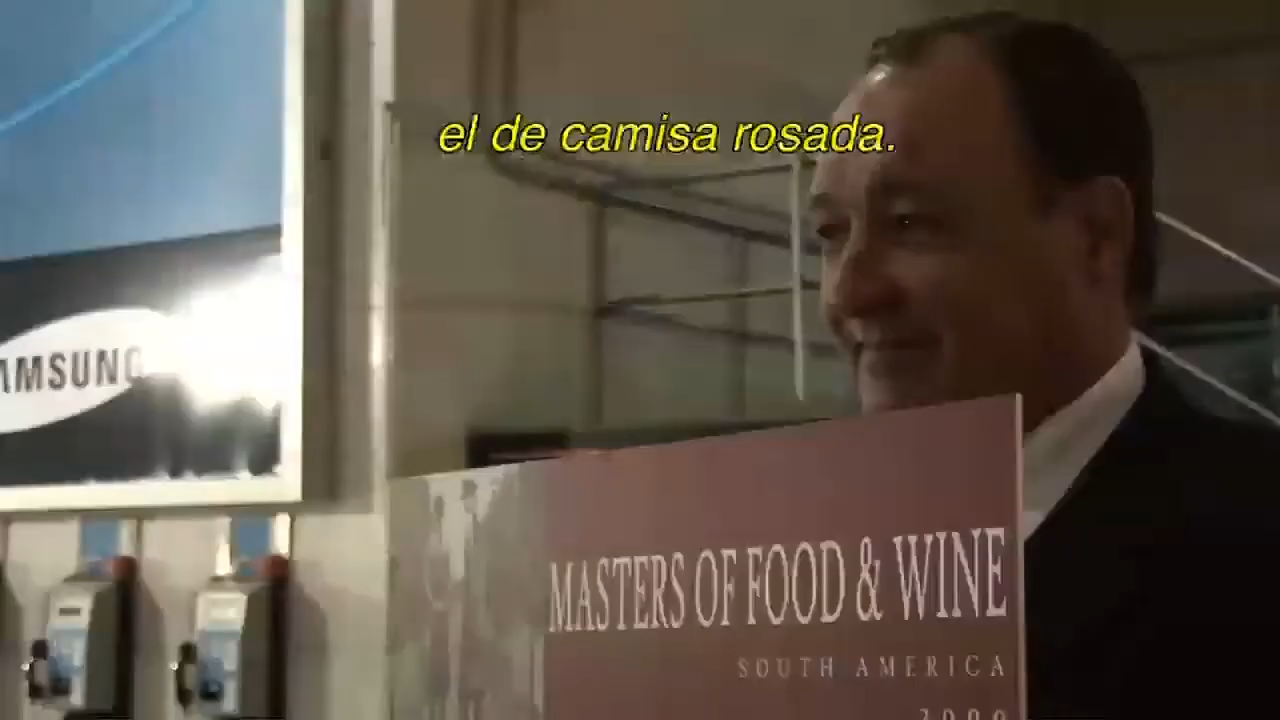 el de camisa rosada.
AMSUNG
MASTERS OF FOOD & WINE
SOUTH AMERICA